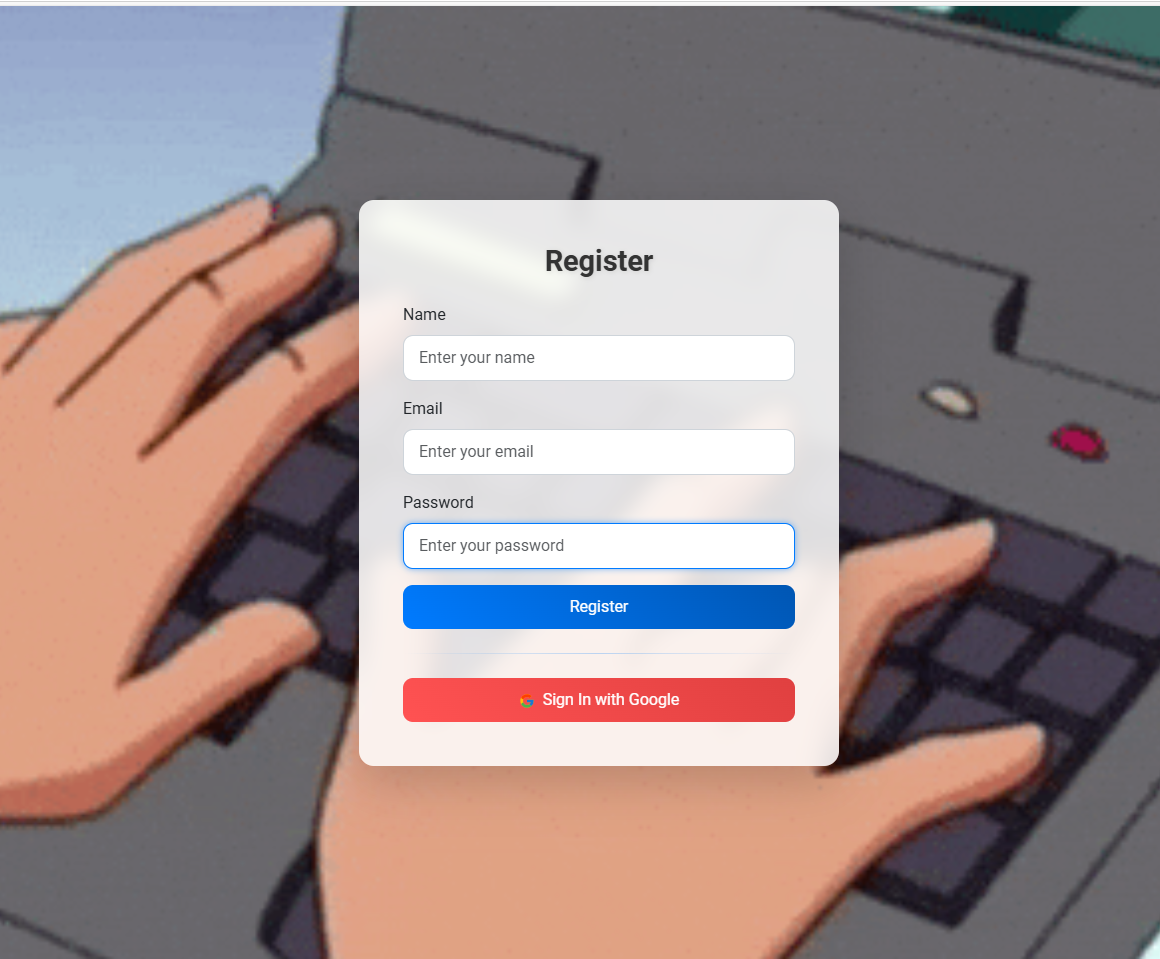 Register
Name
Enter your name
Email
Enter your email
Password
Enter your password
Register
Sign In with Google